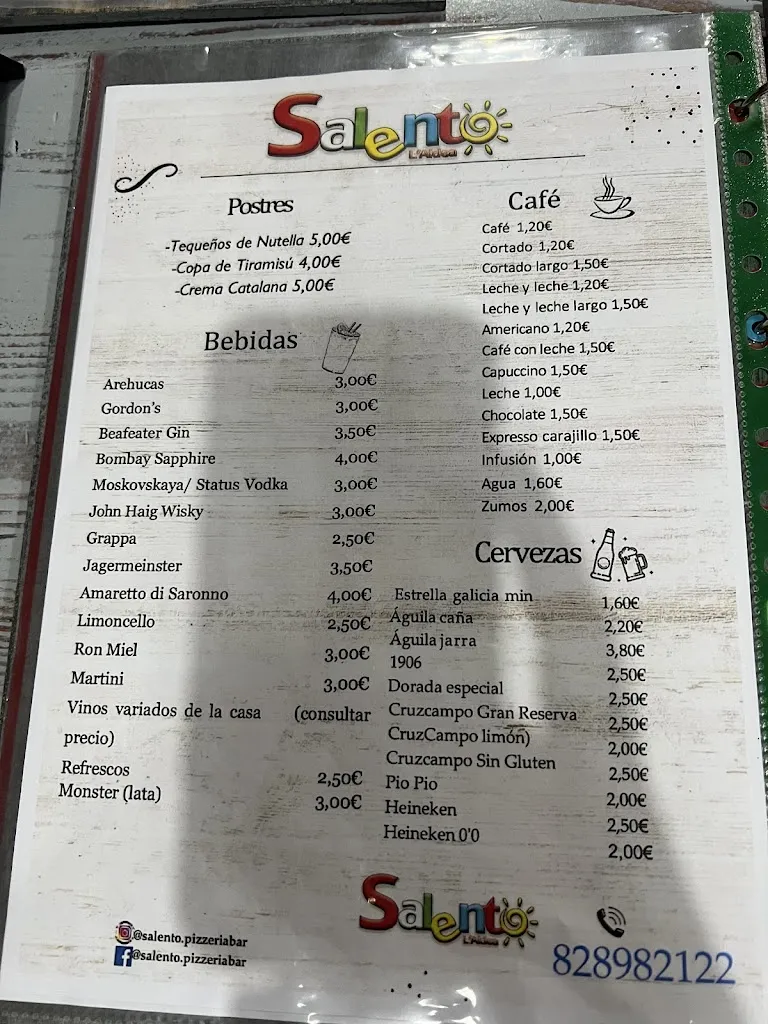 Salento
L'Aldea
Postres
-Tequeños de Nutella 5,00€
-Copa de Tiramisú 4,00€
-Crema Catalana 5,00€
Café
Café 1,20€
Cortado 1,20€
Cortado largo 1,50€
Leche y leche 1,20€
Leche y leche largo 1,50€
Americano 1,20€
Café con leche 1,50€
Capuccino 1,50€
Leche 1,00€
Chocolate 1,50€
Expresso carajillo 1,50€
Infusión 1,00€
Agua 1,60€
Zumos 2,00€
Bebidas
Arehucas 3,00€
Gordon's 3,00€
Beafeater Gin 3,50€
Bombay Sapphire 4,00€
Moskovskaya/ Status Vodka 3,00€
John Haig Wisky 3,00€
Grappa 2,50€
Jagermeinster 3,50€
Amaretto di Saronno 4,00€
Limoncello 2,50€
Ron Miel 3,00€
Martini 3,00€
Vinos variados de la casa (consultar
precio)
Refrescos 2,50€
Monster (lata) 3,00€
Cervezas
Estrella galicia min 1,60€
Águila caña 2,20€
Águila jarra 3,80€
1906 2,50€
Dorada especial 2,50€
Cruzcampo Gran Reserva 2,50€
CruzCampo limón) 2,00€
Cruzcampo Sin Gluten 2,50€
Pio Pio 2,00€
Heineken 2,50€
Heineken 0'0 2,00€
Salento
L'Aldea
@salento.pizzeriabar
@salento.pizzeriabar
828982122